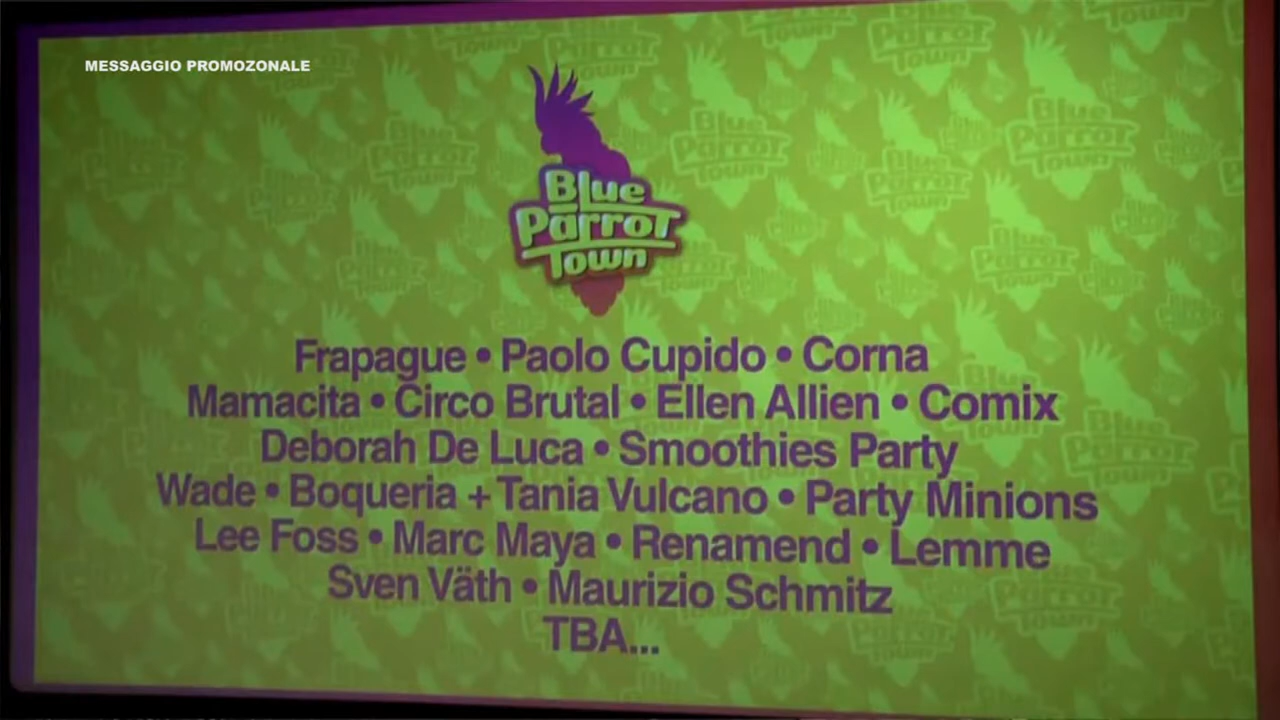 MESSAGGIO PROMOZONALE
Blue
Parrot
Town
Frapague • Paolo Cupido • Corna
Mamacita • Circo Brutal • Ellen Allien • Comix
Deborah De Luca • Smoothies Party
Wade • Boqueria + Tania Vulcano • Party Minions
Lee Foss • Marc Maya • Renamend • Lemme
Sven Väth • Maurizio Schmitz
TBA...